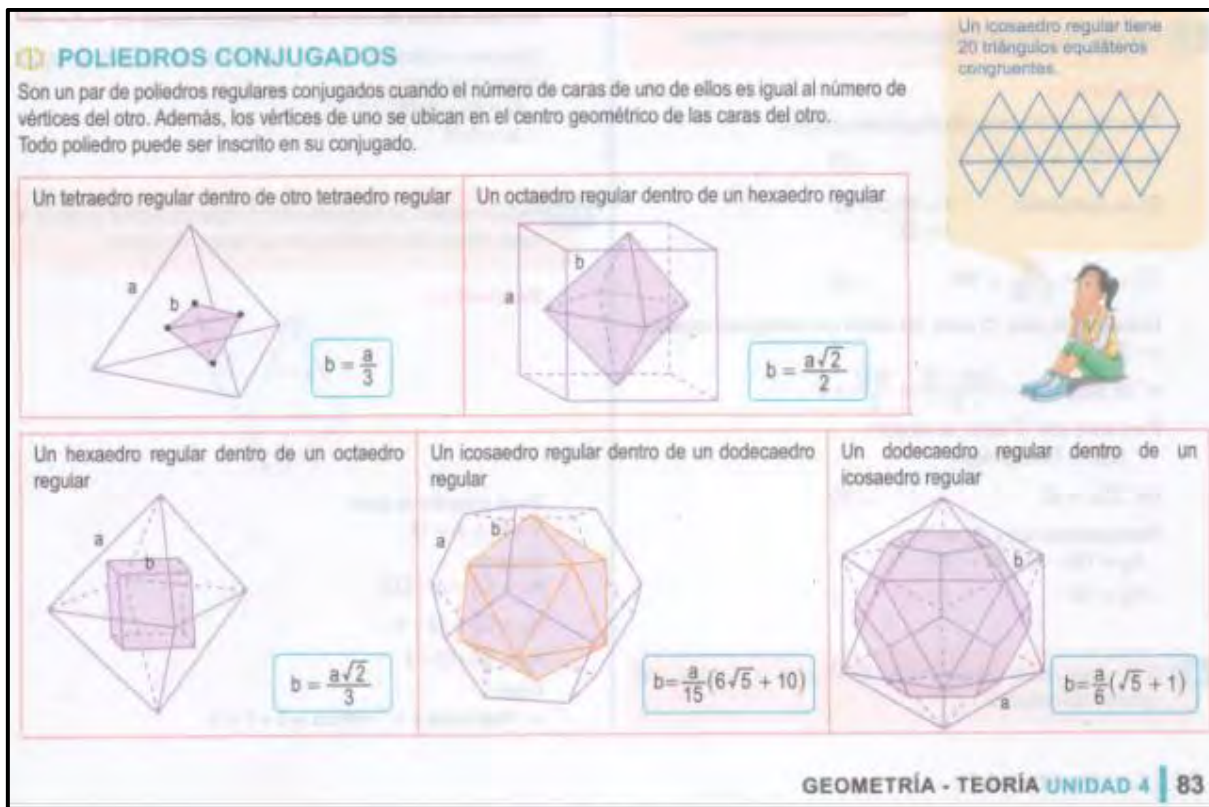 POLIEDROS CONJUGADOS
Son un par de poliedros regulares conjugados cuando el número de caras de uno de ellos es igual al número de
vértices del otro. Además, los vértices de uno se ubican en el centro geométrico de las caras del otro.
Todo poliedro puede ser inscrito en su conjugado.
Un icosaedro regular tiene
20 triángulos equiláteros
congruentes.
Un tetraedro regular dentro de otro tetraedro regular
a
b
b = a/3
Un octaedro regular dentro de un hexaedro regular
b
a
b = a√2/2
Un hexaedro regular dentro de un octaedro
regular
a
b
b = a√2/3
Un icosaedro regular dentro de un dodecaedro
regular
a
b
b= a/15 (6√5 + 10)
Un dodecaedro regular dentro de un
icosaedro regular
b
a
b= a/6 (√5 + 1)
GEOMETRÍA - TEORÍA UNIDAD 4 83